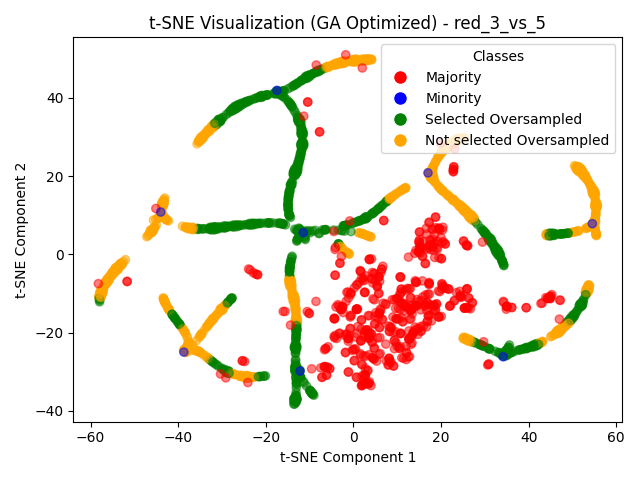 t-SNE Visualization (GA Optimized) - red_3_vs_5
Classes
Majority
Minority
Selected Oversampled
Not selected Oversampled
t-SNE Component 2
40
20
0
−20
−40
−60
−40
−20
0
20
40
60
t-SNE Component 1